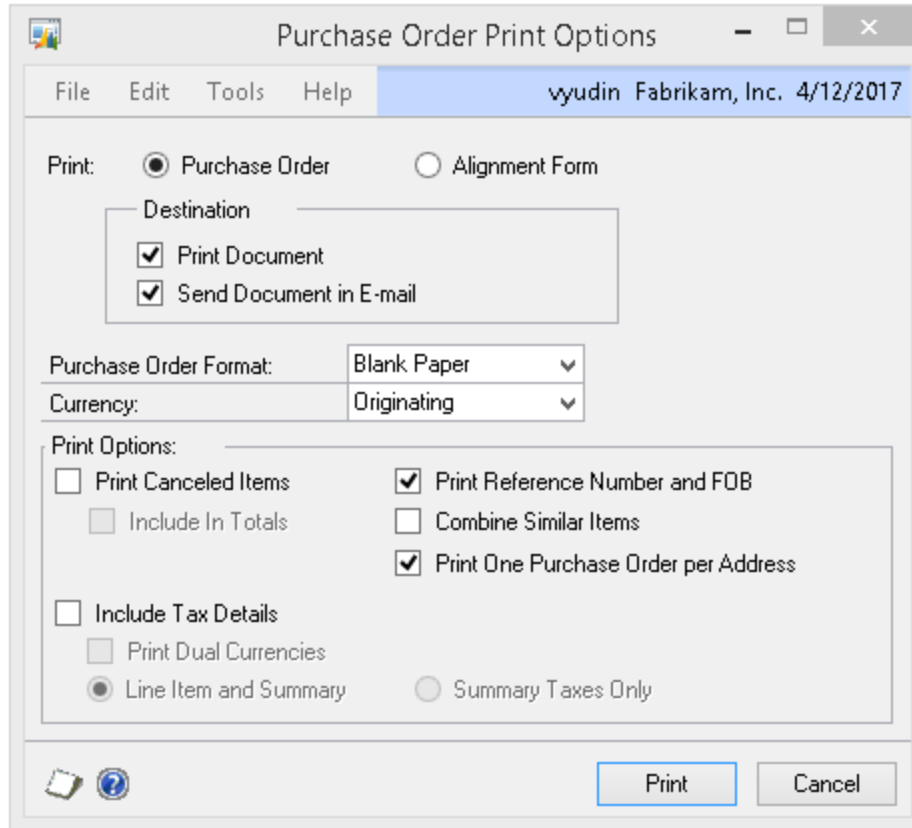 Purchase Order Print Options
File Edit Tools Help vyudin Fabrikam, Inc. 4/12/2017
Print: Purchase Order Alignment Form
Destination
Print Document
Send Document in E-mail
Purchase Order Format: Blank Paper
Currency: Originating
Print Options:
Print Canceled Items Print Reference Number and FOB
Include In Totals Combine Similar Items
Print One Purchase Order per Address
Include Tax Details
Print Dual Currencies
Line Item and Summary Summary Taxes Only
Print Cancel